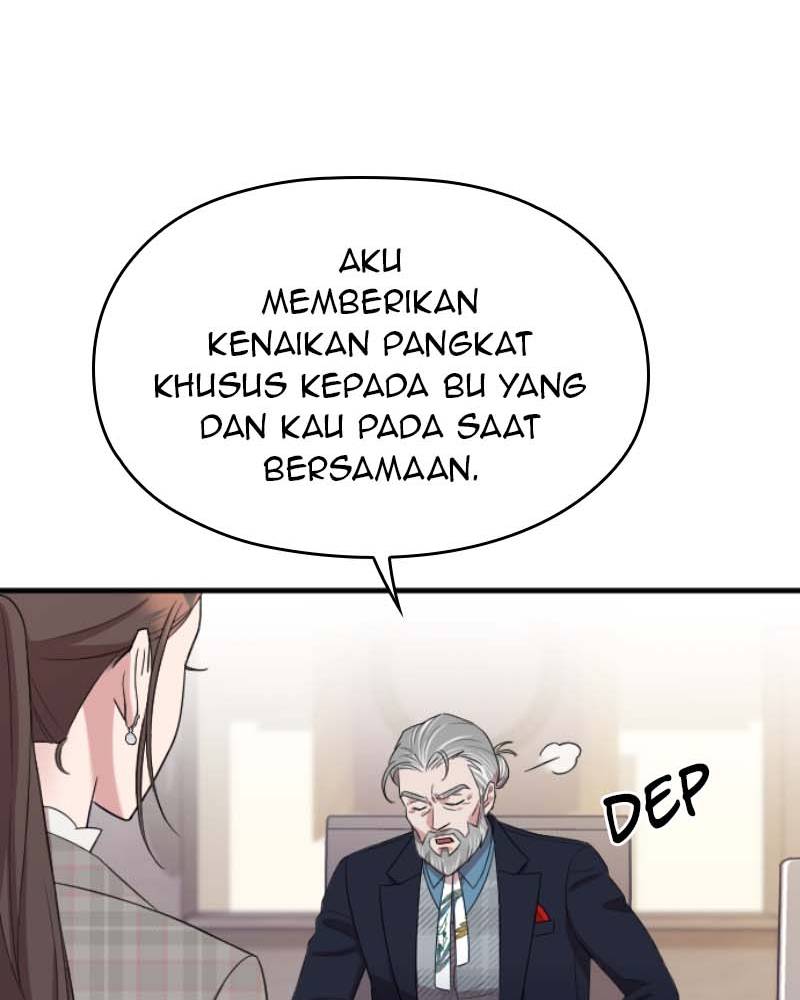 AKU
MEMBERIKAN
KENAIKAN PANGKAT
KHUSUS KEPADA BU YANG
DAN KAU PADA SAAT
BERSAMAAN.
DEP